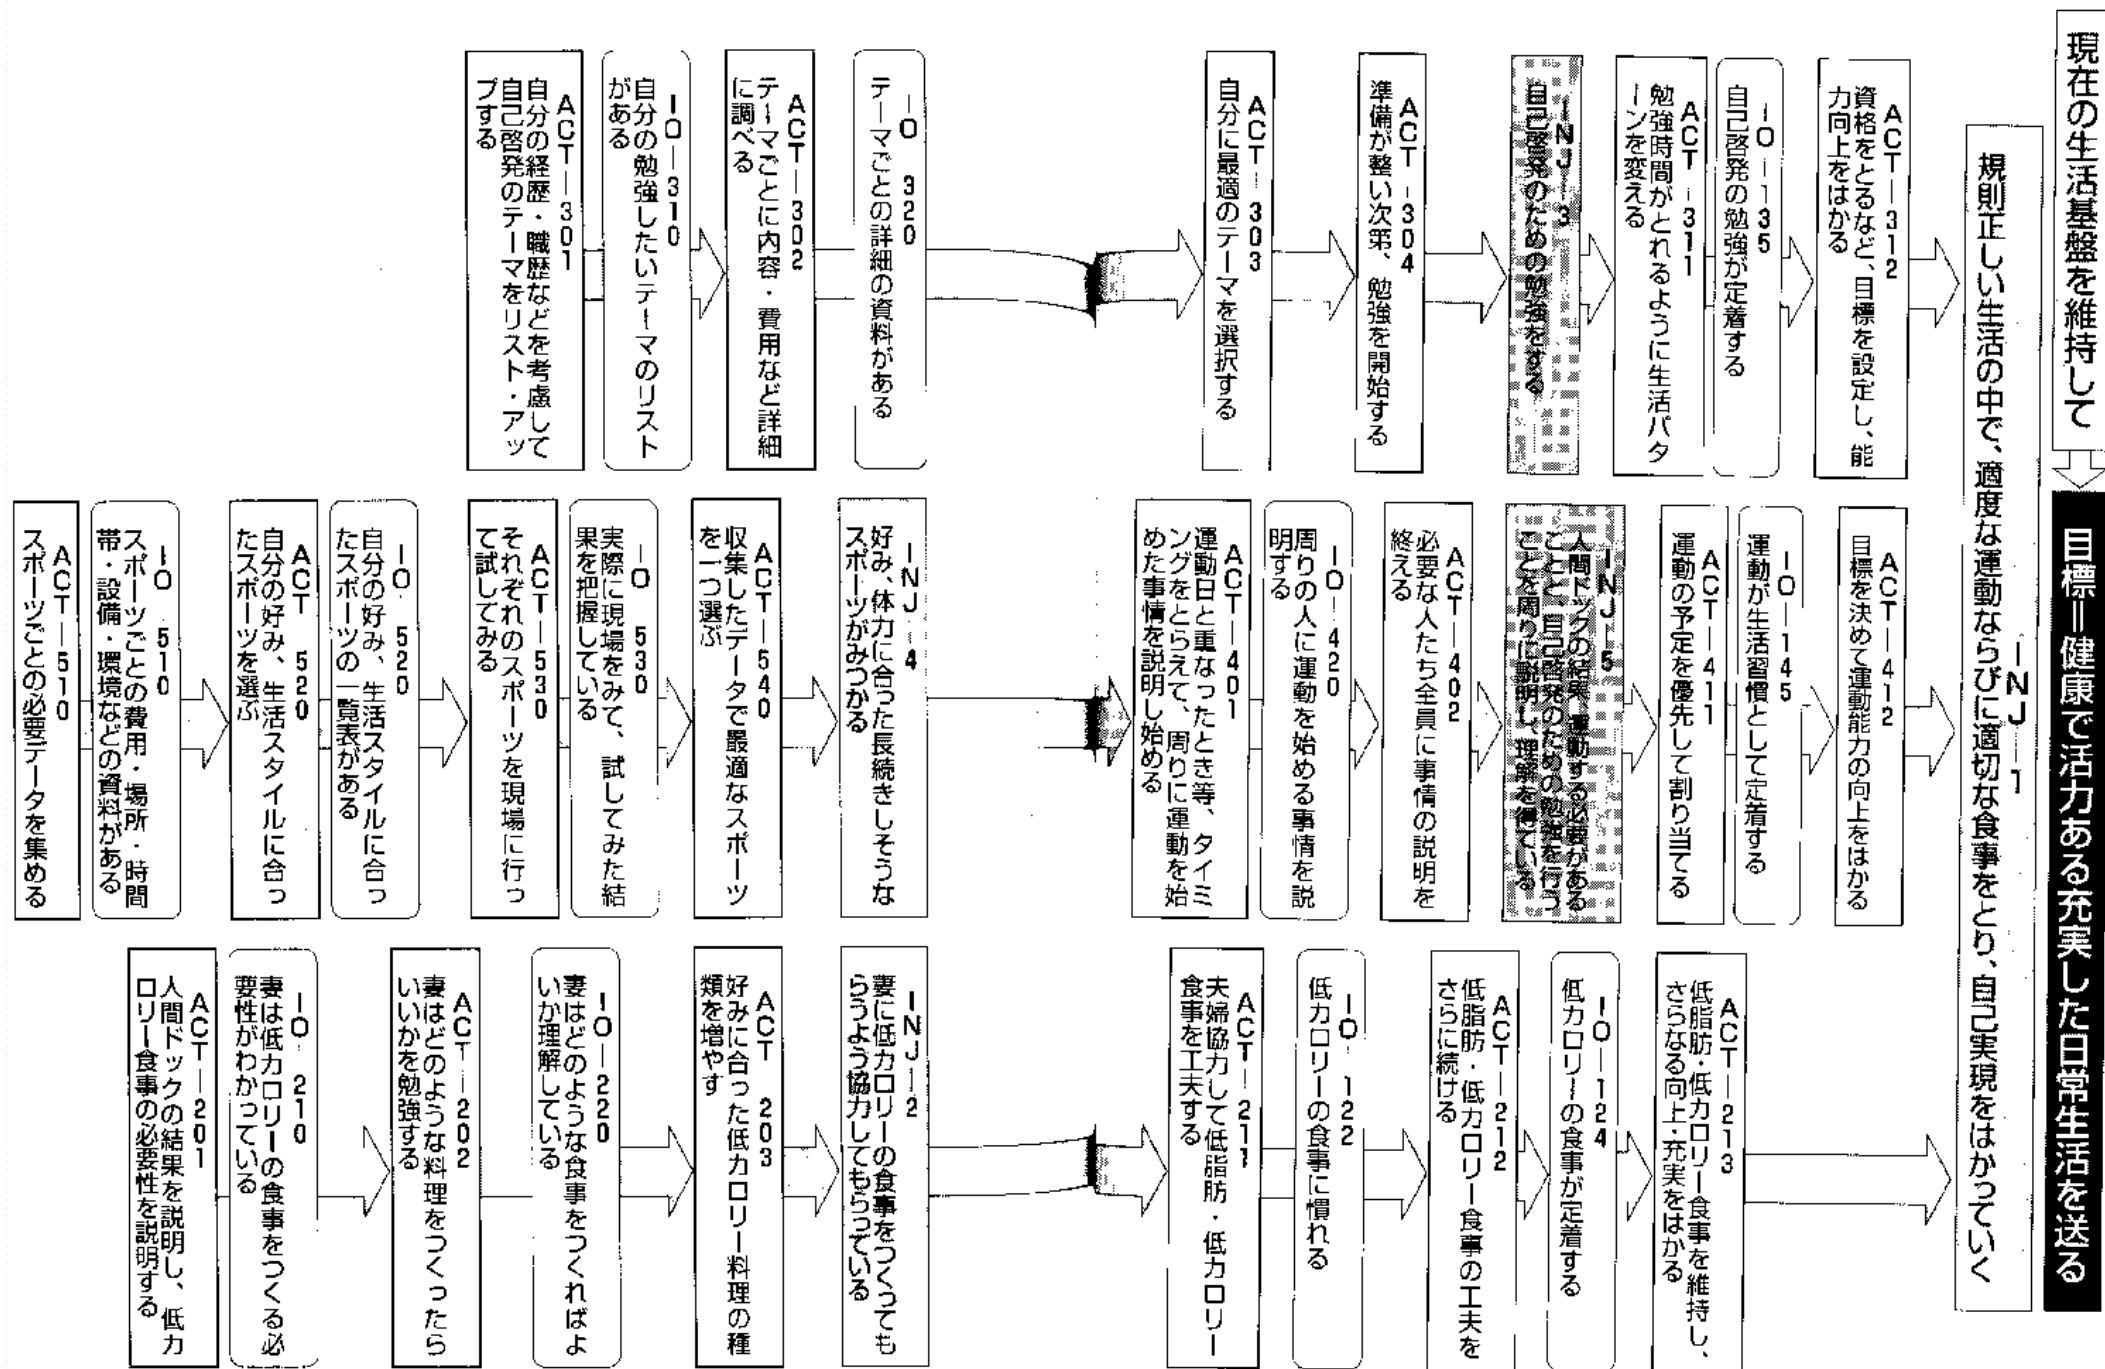 現在の生活基盤を維持して
目標＝健康で活力ある充実した日常生活を送る
INJ－1
規則正しい生活の中で、適度な運動ならびに適切な食事をとり、自己実現をはかっていく
ACT－312
資格をとるなど、目標を設定し、能
力向上をはかる
IO－135
自己啓発の勉強が定着する
ACT－311
勉強時間がとれるように生活パタ
ーンを変える
INJ－3
自己啓発のための勉強をする
ACT－304
準備が整い次第、勉強を開始する
ACT－303
自分に最適のテーマを選択する
IO－320
テーマごとの詳細の資料がある
ACT－302
テーマごとに内容・費用など詳細
に調べる
IO－310
自分の勉強したいテーマのリスト
がある
ACT－301
自分の経歴・職歴などを考慮して
自己啓発のテーマをリスト・アッ
プする
ACT－412
目標を決めて運動能力の向上をはかる
IO－145
運動が生活習慣として定着する
ACT－411
運動の予定を優先して割り当てる
INJ－5
人間ドックの結果、運動する必要がある
ことと、自己啓発のための勉強を行う
ことを周りに説明し、理解を得ている
ACT－402
必要な人たち全員に事情の説明を
終える
IO－420
周りの人に運動を始める事情を説
明する
ACT－401
運動日と重なったとき等、タイミ
ングをとらえて、周りに運動を始
めた事情を説明し始める
INJ－4
好み、体力に合った長続きしそうな
スポーツがみつかる
ACT－540
収集したデータで最適なスポーツ
を一つ選ぶ
IO－530
実際に現場をみて、試してみた結
果を把握している
ACT－530
それぞれのスポーツを現場に行っ
て試してみる
IO－520
自分の好み、生活スタイルに合っ
たスポーツの一覧表がある
ACT－520
自分の好み、生活スタイルに合っ
たスポーツを選ぶ
IO－510
スポーツごとの費用・場所・時間
帯・設備・環境などの資料がある
ACT－510
スポーツごとの必要データを集める
ACT－213
低脂肪・低カロリー食事を維持し、
さらなる向上・充実をはかる
IO－124
低カロリーの食事が定着する
ACT－212
低脂肪・低カロリー食事の工夫を
さらに続ける
IO－122
低カロリーの食事に慣れる
ACT－211
夫婦協力して低脂肪・低カロリー
食事を工夫する
INJ－2
妻に低カロリーの食事をつくっても
らうよう協力してもらっている
ACT－203
好みに合った低カロリー料理の種
類を増やす
IO－220
妻はどのような食事をつくればよ
いか理解している
ACT－202
妻はどのような料理をつくったら
いいかを勉強する
IO－210
妻は低カロリーの食事をつくる必
要性がわかっている
ACT－201
人間ドックの結果を説明し、低カ
ロリー食事の必要性を説明する